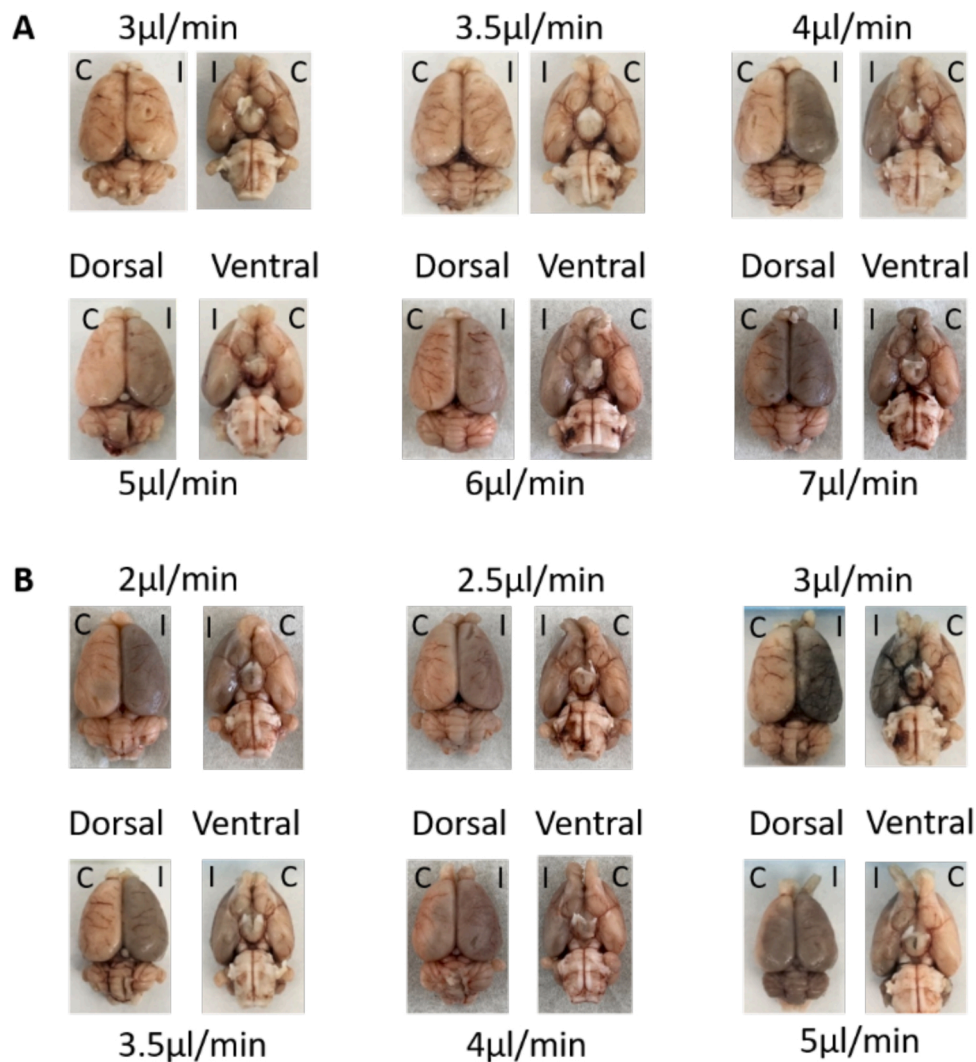 A 3µl/min 3.5µl/min 4µl/min
C I I C C I I C C I I C
Dorsal Ventral Dorsal Ventral Dorsal Ventral
C I I C C I I C C I I C
5µl/min 6µl/min 7µl/min
B 2µl/min 2.5µl/min 3µl/min
C I I C C I I C C I I C
Dorsal Ventral Dorsal Ventral Dorsal Ventral
C I I C C I I C C I I C
3.5µl/min 4µl/min 5µl/min